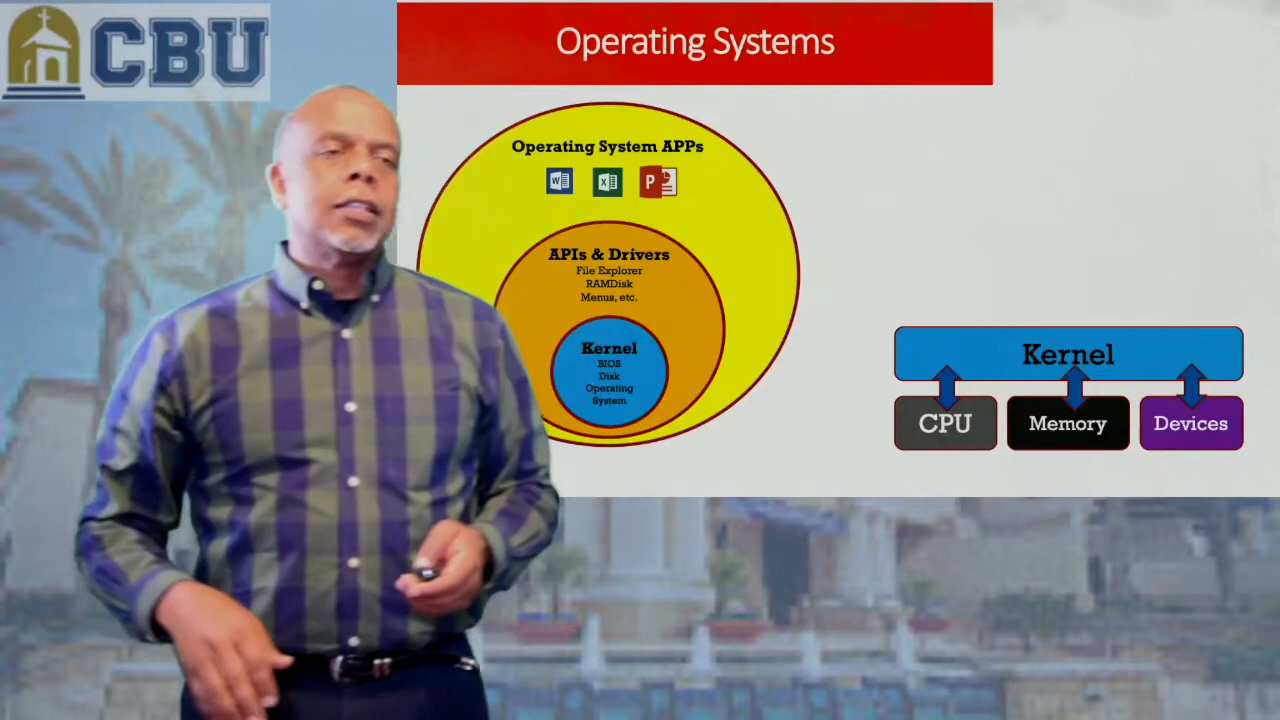 CBU
Operating Systems
Operating System APPs
W
X
P
APIs & Drivers
File Explorer
RAMDisk
Menus, etc.
Kernel
BIOS
Disk
Operating
System
Kernel
CPU
Memory
Devices